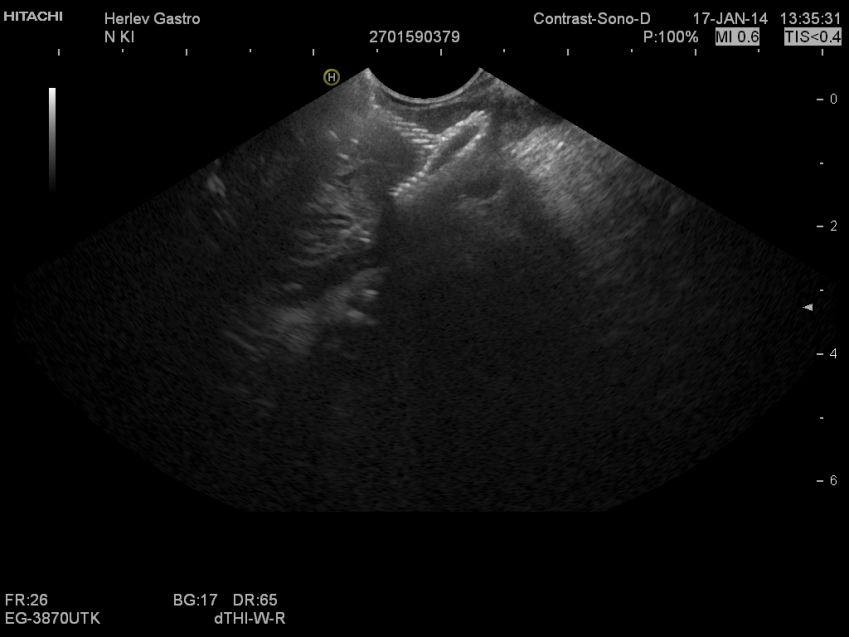 HITACHI Herlev Gastro Contrast-Sono-D 17-JAN-14 13:35:31
N KI 2701590379 P:100% MI 0.6 TIS<0.4
H
0
2
4
6
FR:26 BG:17 DR:65
EG-3870UTK dTHI-W-R